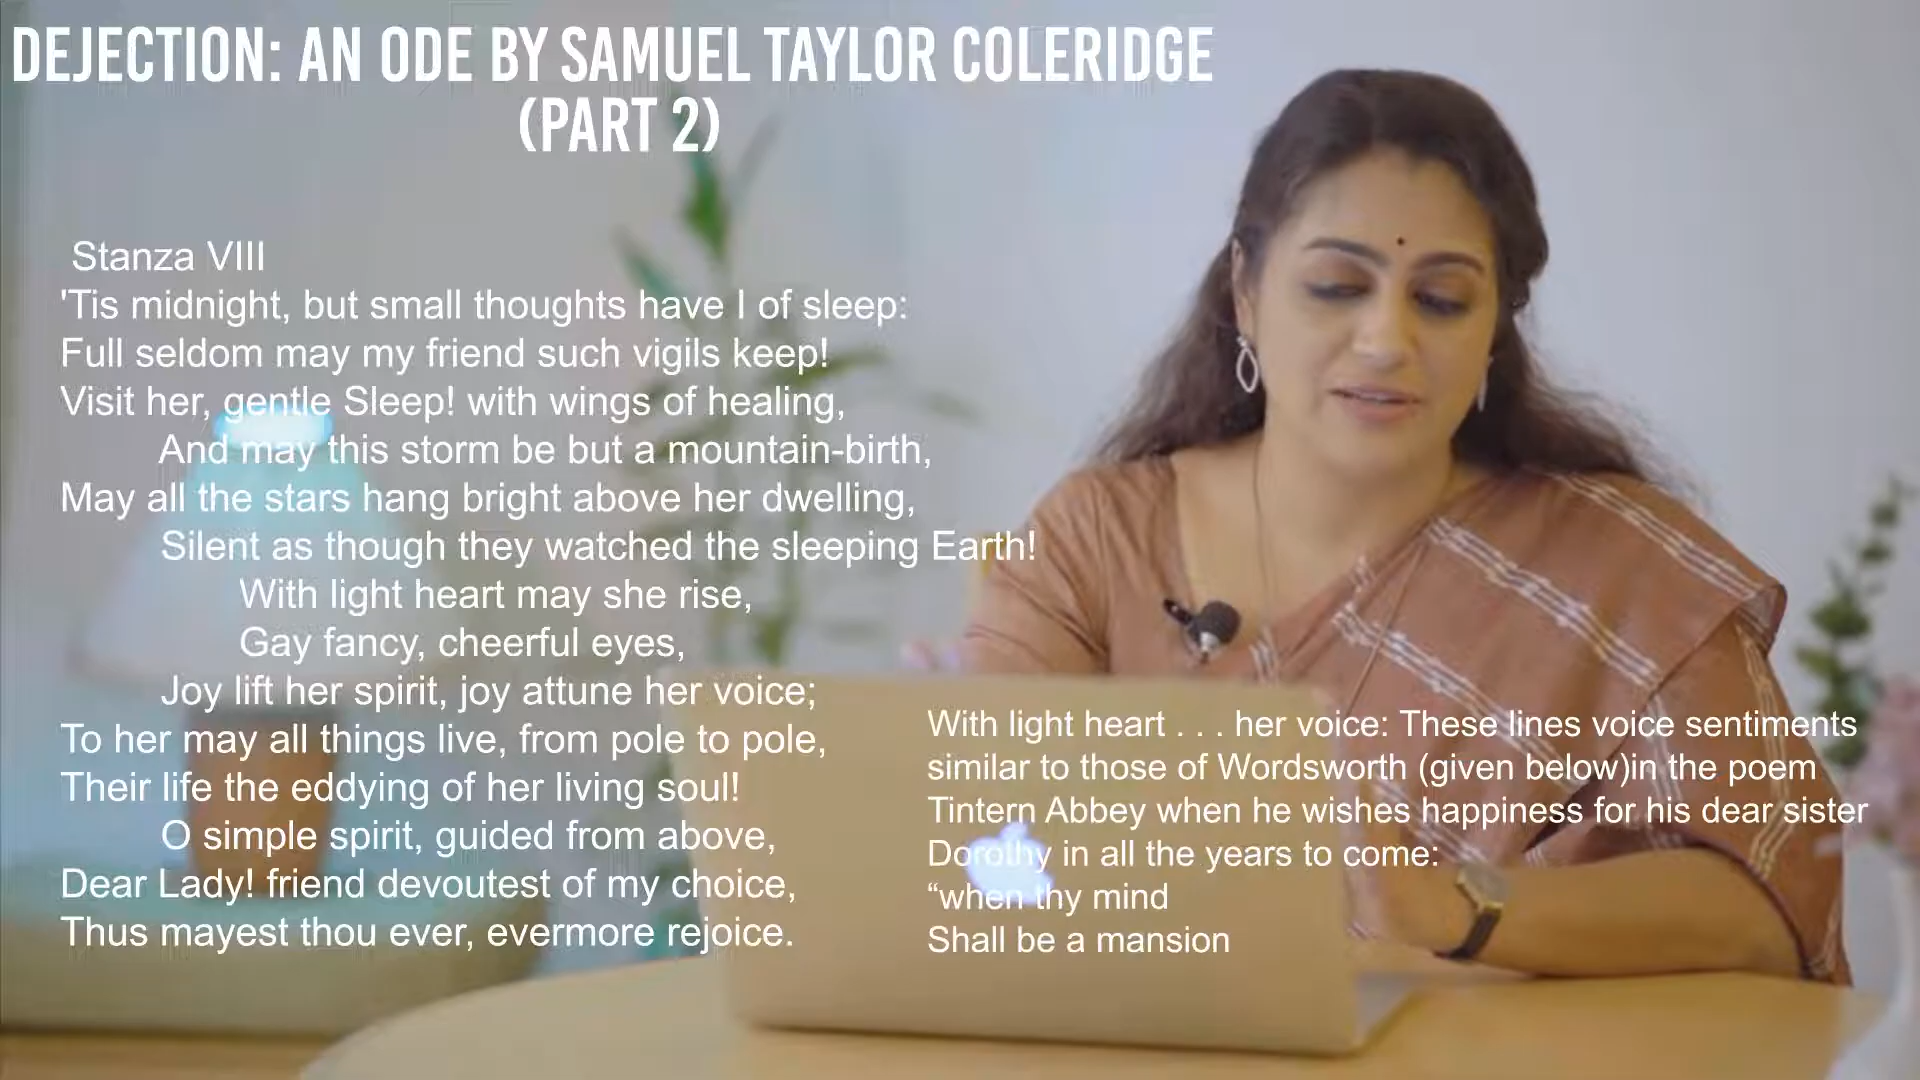 DEJECTION: AN ODE BY SAMUEL TAYLOR COLERIDGE
(PART 2)
Stanza VIII
'Tis midnight, but small thoughts have I of sleep:
Full seldom may my friend such vigils keep!
Visit her, gentle Sleep! with wings of healing,
And may this storm be but a mountain-birth,
May all the stars hang bright above her dwelling,
Silent as though they watched the sleeping Earth!
With light heart may she rise,
Gay fancy, cheerful eyes,
Joy lift her spirit, joy attune her voice;
To her may all things live, from pole to pole,
Their life the eddying of her living soul!
O simple spirit, guided from above,
Dear Lady! friend devoutest of my choice,
Thus mayest thou ever, evermore rejoice.
With light heart . . . her voice: These lines voice sentiments
similar to those of Wordsworth (given below)in the poem
Tintern Abbey when he wishes happiness for his dear sister
Dorothy in all the years to come:
“when thy mind
Shall be a mansion